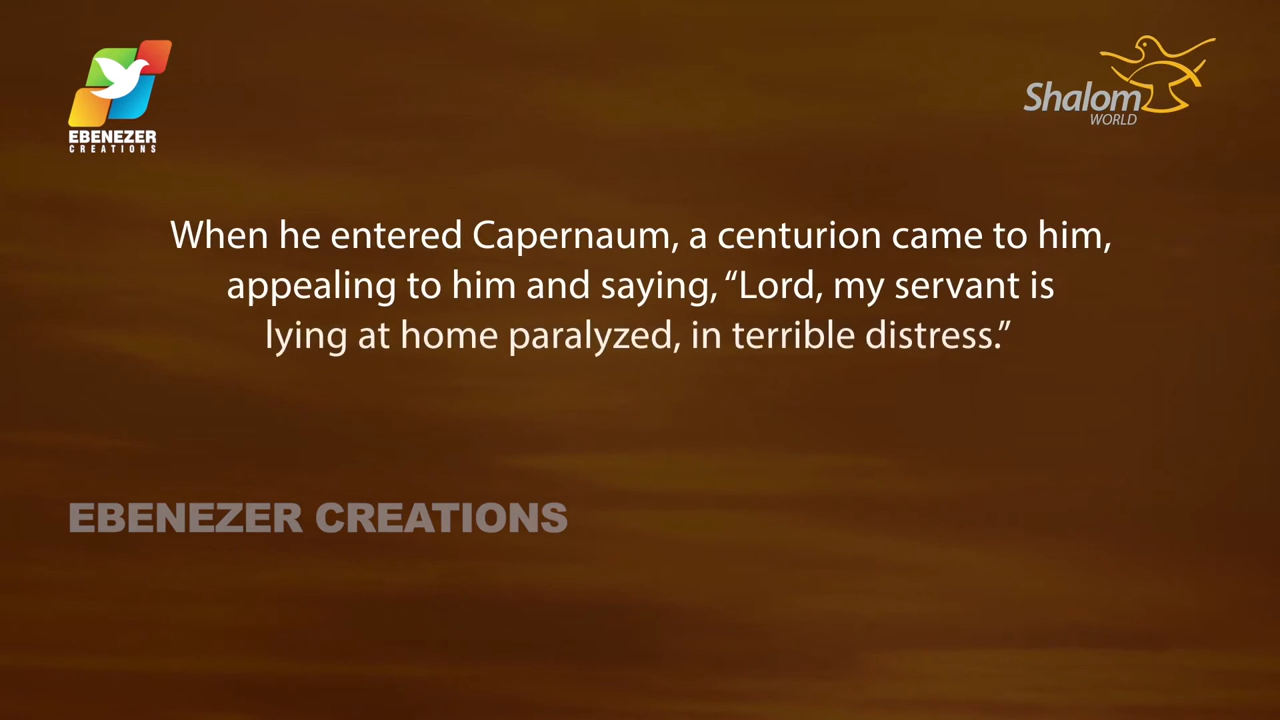 EBENEZER
CREATIONS
Shalom
WORLD
When he entered Capernaum, a centurion came to him,
appealing to him and saying, “Lord, my servant is
lying at home paralyzed, in terrible distress.”
EBENEZER CREATIONS